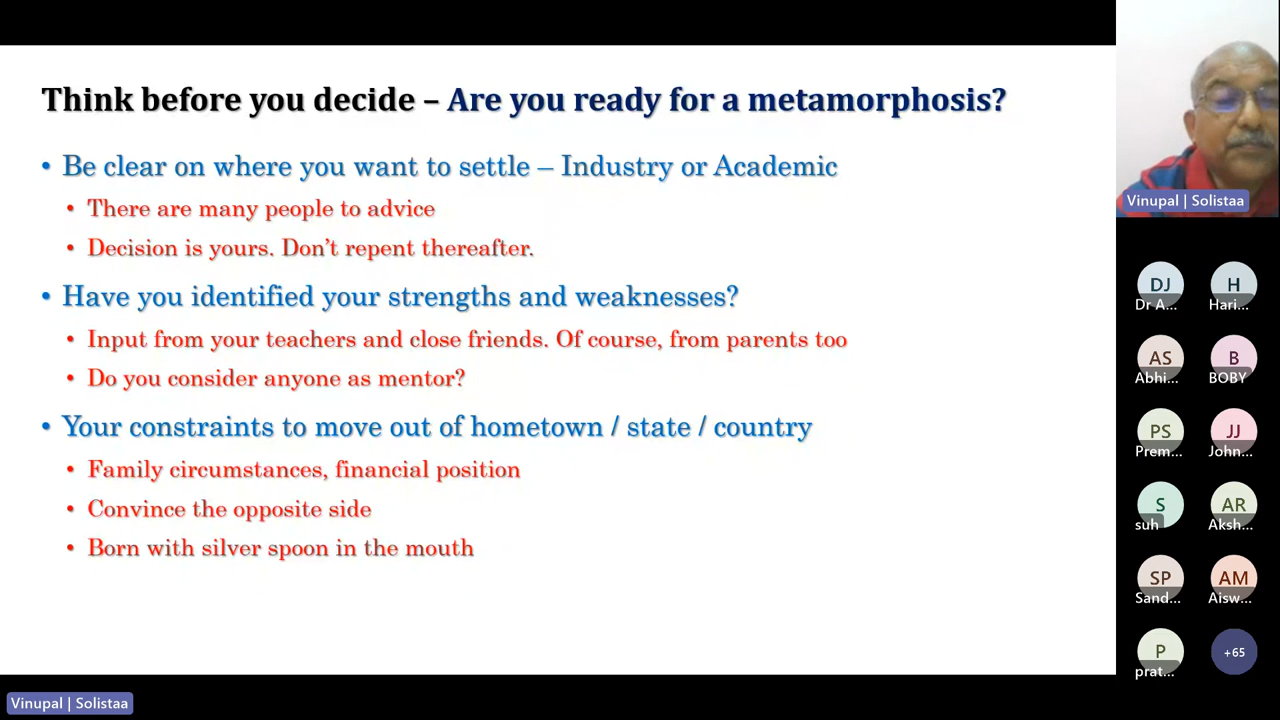 Think before you decide – Are you ready for a metamorphosis?
• Be clear on where you want to settle – Industry or Academic
• There are many people to advice
• Decision is yours. Don't repent thereafter.
• Have you identified your strengths and weaknesses?
• Input from your teachers and close friends. Of course, from parents too
• Do you consider anyone as mentor?
• Your constraints to move out of hometown / state / country
• Family circumstances, financial position
• Convince the opposite side
• Born with silver spoon in the mouth
Vinupal | Solistaa
DJ H
Dr A... Hari...
AS B
Abhi... BOBY
PS JJ
Prem... John...
S AR
suh Aksh...
SP AM
Sand... Aisw...
P +65
prat...
Vinupal | Solistaa